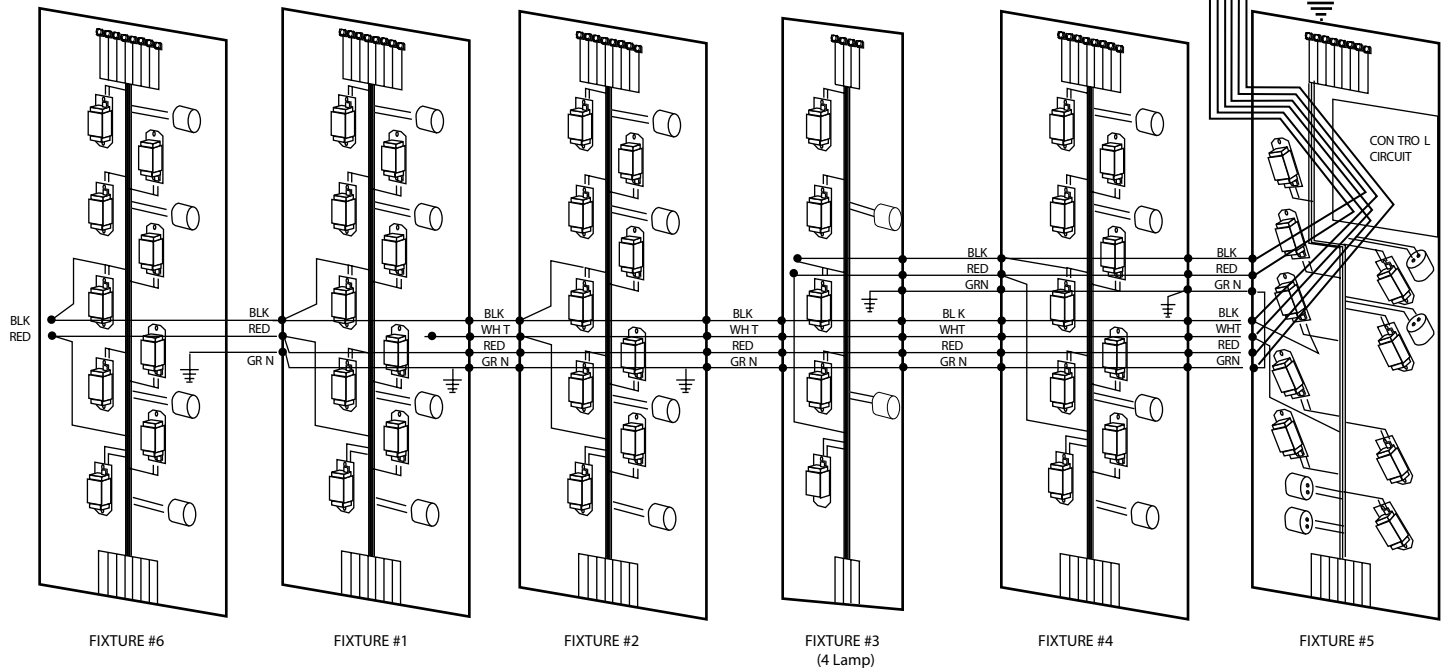 CON TRO L
CIRCUIT
BLK
RED
GRN
BLK
RED
GR N
BLK
RED
BLK
RED
GR N
BLK
WH T
RED
GR N
BLK
WH T
RED
GR N
BL K
WHT
RED
GR N
BLK
WHT
RED
GRN
FIXTURE #6
FIXTURE #1
FIXTURE #2
FIXTURE #3
(4 Lamp)
FIXTURE #4
FIXTURE #5